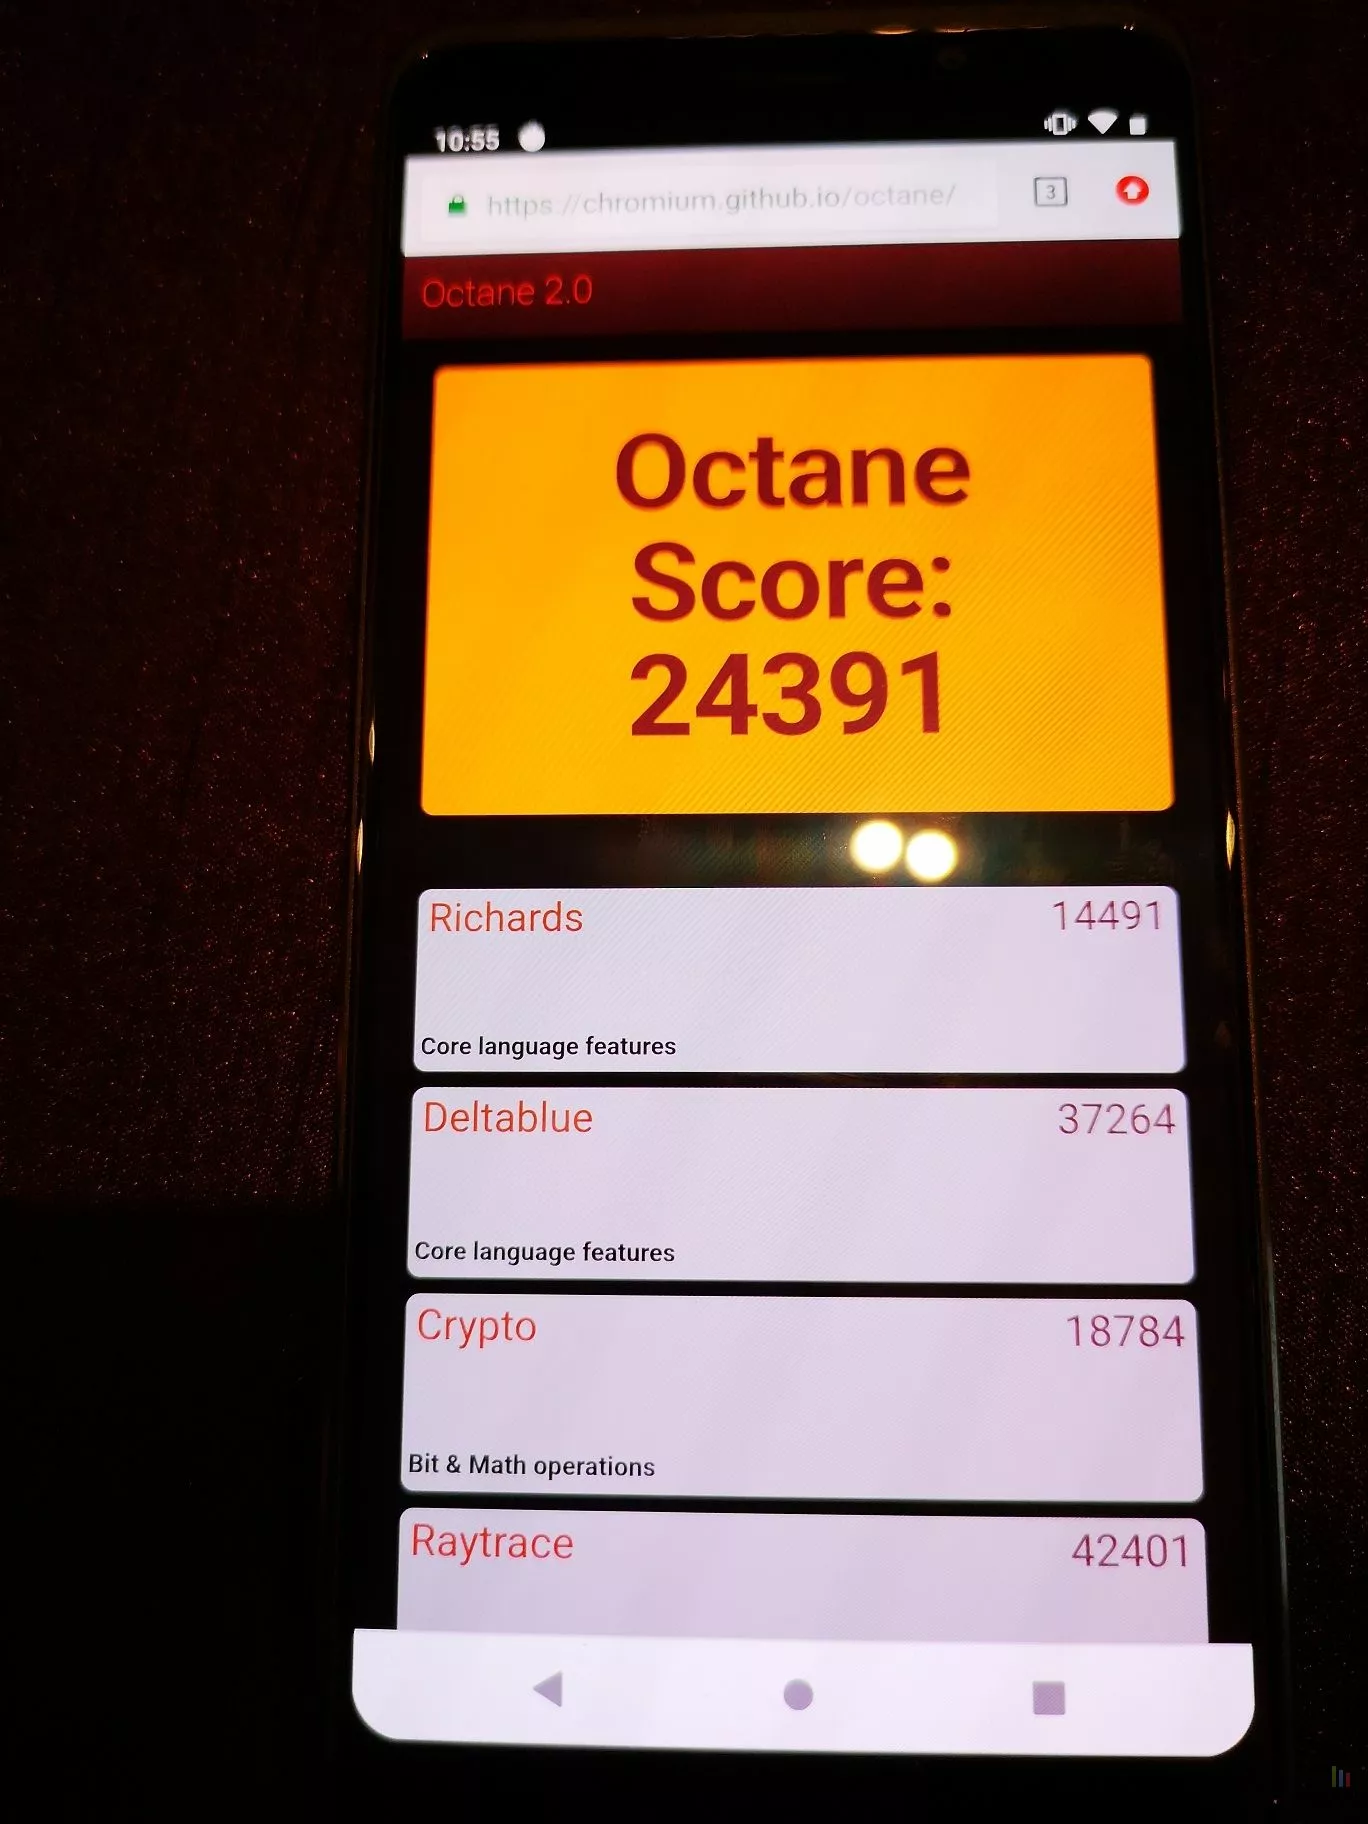 10:55
https://chromium.github.io/octane/ 3
Octane 2.0
Octane
Score:
24391
Richards 14491
Core language features
Deltablue 37264
Core language features
Crypto 18784
Bit & Math operations
Raytrace 42401